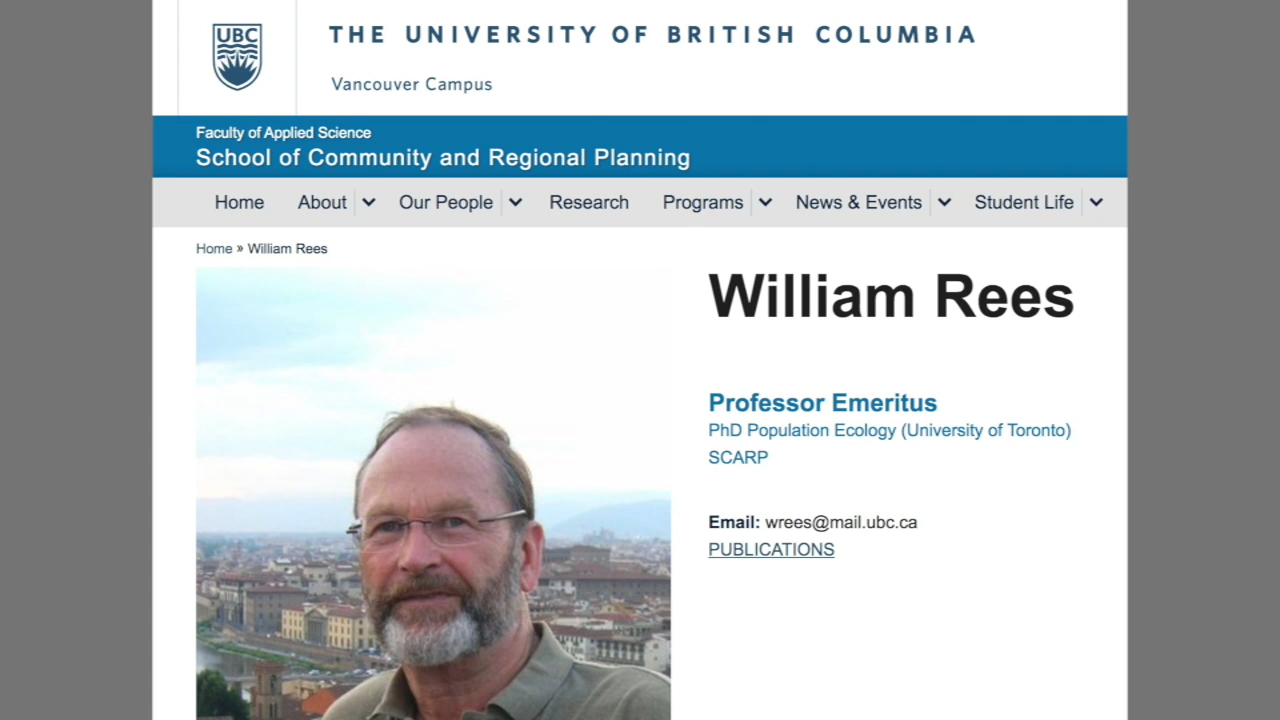 UBC
THE UNIVERSITY OF BRITISH COLUMBIA
Vancouver Campus
Faculty of Applied Science
School of Community and Regional Planning
Home About Our People Research Programs News & Events Student Life
Home » William Rees
William Rees
Professor Emeritus
PhD Population Ecology (University of Toronto)
SCARP
Email: wrees@mail.ubc.ca
PUBLICATIONS